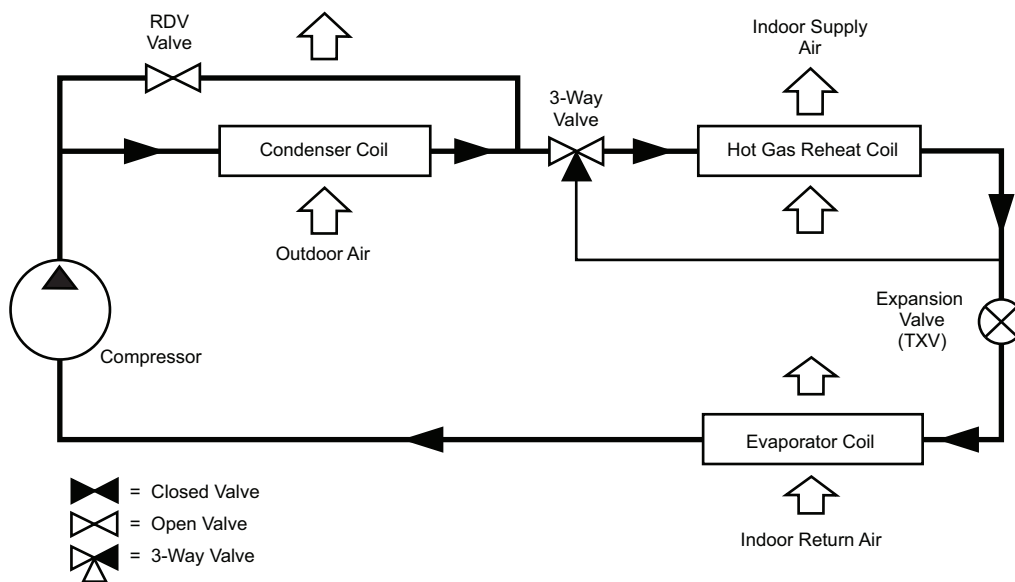 RDV
Valve
Indoor Supply
Air
3-Way
Valve
Condenser Coil
Hot Gas Reheat Coil
Outdoor Air
Expansion
Valve
(TXV)
Compressor
Evaporator Coil
= Closed Valve
= Open Valve
= 3-Way Valve
Indoor Return Air